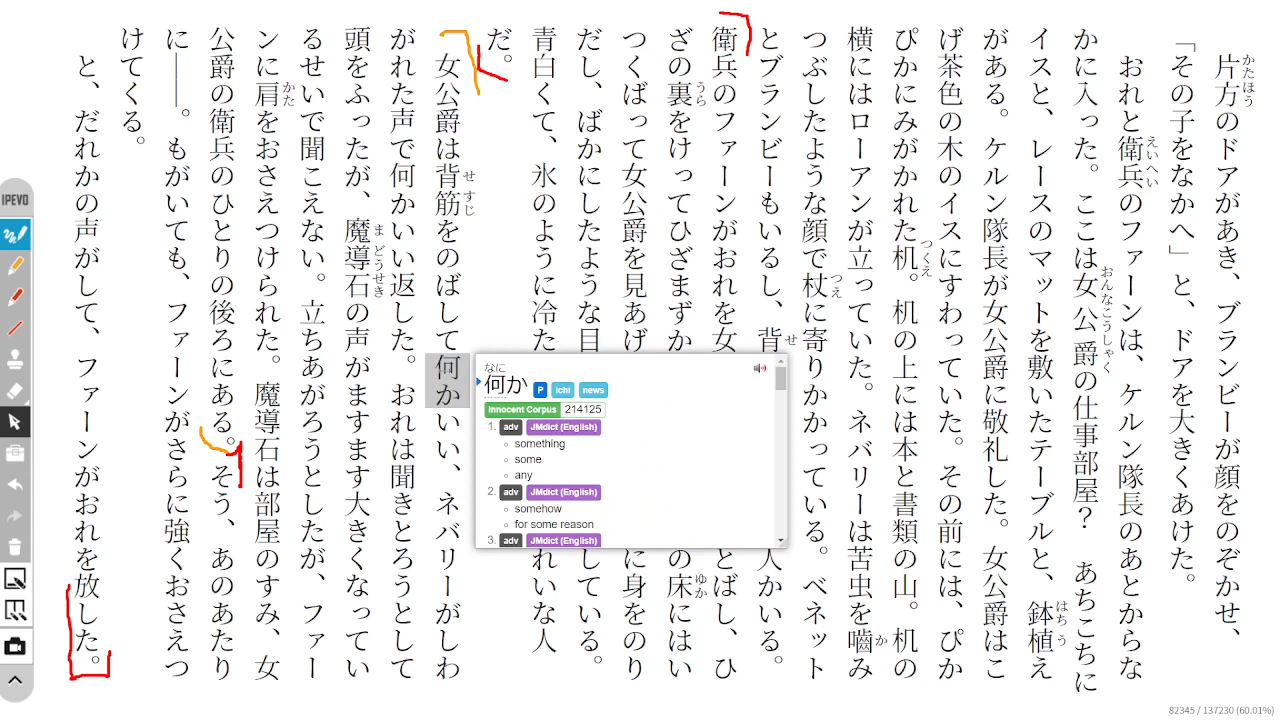 片方のドアがあき、ブランビーが顔をのぞかせ、
「その子をなかへ」と、ドアを大きくあけた。
おれと衛兵のファーンは、ケルン隊長のあとからな
かに入った。ここは女公爵の仕事部屋？　あちこちに
イスと、レースのマットを敷いたテーブルと、鉢植え
がある。ケルン隊長が女公爵に敬礼した。女公爵はこ
げ茶色の木のイスにすわっていた。その前には、ぴか
ぴかにみがかれた机。机の上には本と書類の山。机の
横にはローアンが立っていた。ネバリーは苦虫を嚙み
つぶしたような顔で杖に寄りかかっている。ベネット
とブランビーもいるし、背 人かいる。
衛兵のファーンがおれを女 とばし、ひ
ざの裏をけってひざまずか の床にはい
つくばって女公爵を見あげ に身をのり
だし、ばかにしたような目 している。
青白くて、氷のように冷た れいな人
だ。
女公爵は背筋をのばして何かいい、ネバリーがしわ
がれた声で何かいい返した。おれは聞きとろうとして
頭をふったが、魔導石の声がますます大きくなってい
るせいで聞こえない。立ちあがろうとしたが、ファー
ンに肩をおさえつけられた。魔導石は部屋のすみ、女
公爵の衛兵のひとりの後ろにある。そう、あのあたり
に――。もがいても、ファーンがさらに強くおさえつ
けてくる。
と、だれかの声がして、ファーンがおれを放した。
なに
何か P ichi news
Innocent Corpus 214125
1. adv JMdict (English)
something
some
any
2. adv JMdict (English)
somehow
for some reason
3. adv JMdict (English)
IPEVO
82345 / 137230 (60.01%)